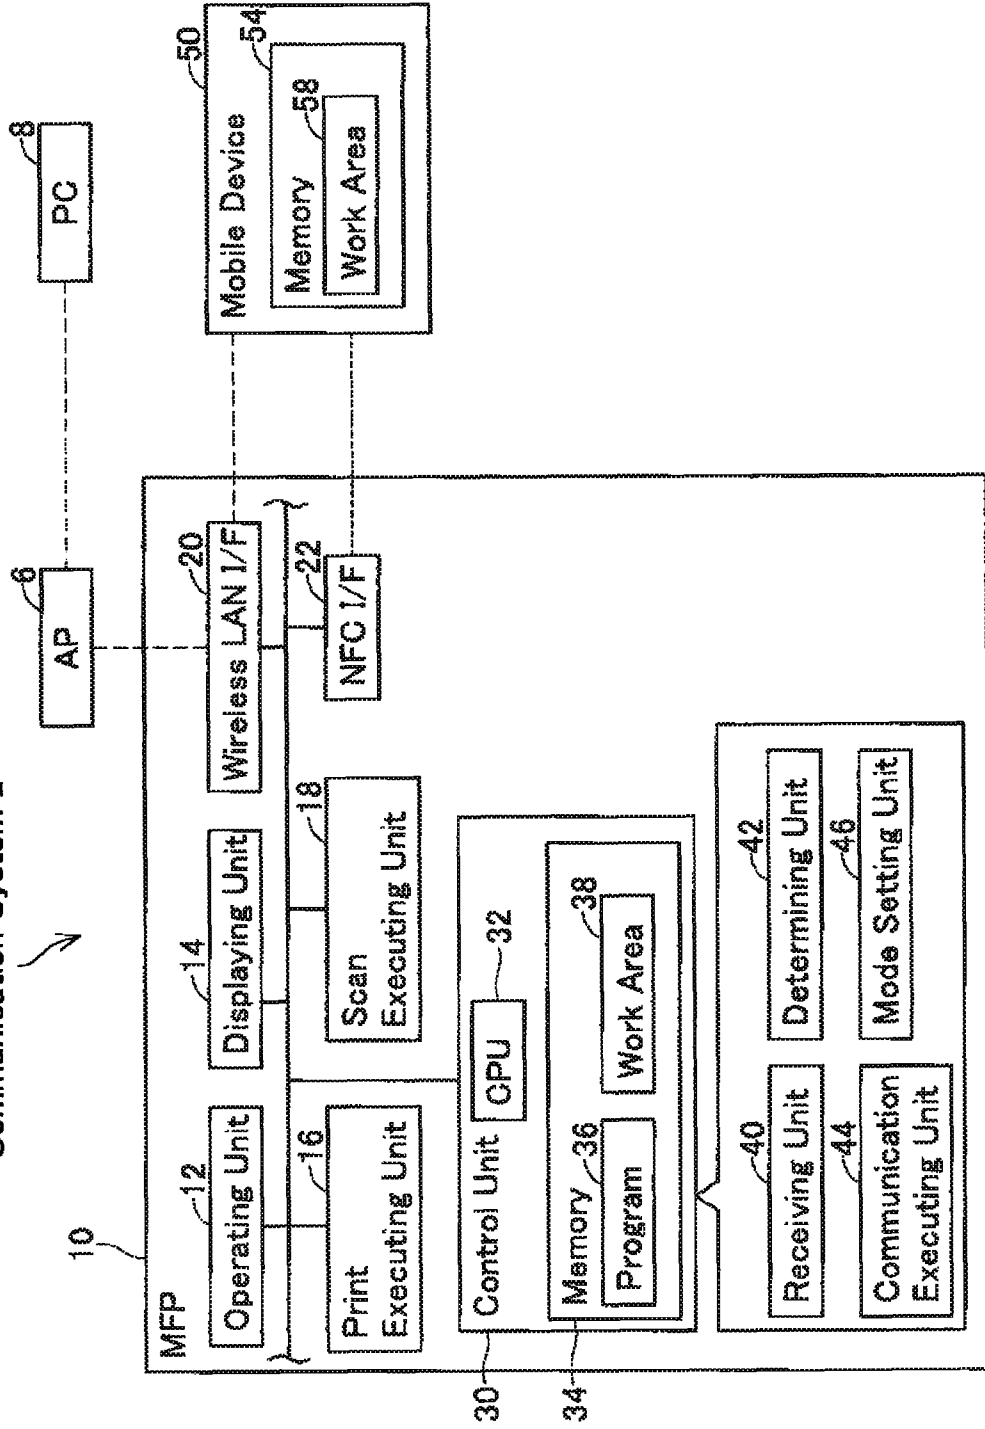 6
AP
8
PC
10
MFP
12
Operating Unit
14
Displaying Unit
20
Wireless LAN I/F
16
Print
Executing Unit
18
Scan
Executing Unit
22
NFC I/F
50
Mobile Device
54
Memory
58
Work Area
30
Control Unit
32
CPU
34
Memory
36
Program
38
Work Area
40
Receiving Unit
42
Determining Unit
44
Communication
Executing Unit
46
Mode Setting Unit